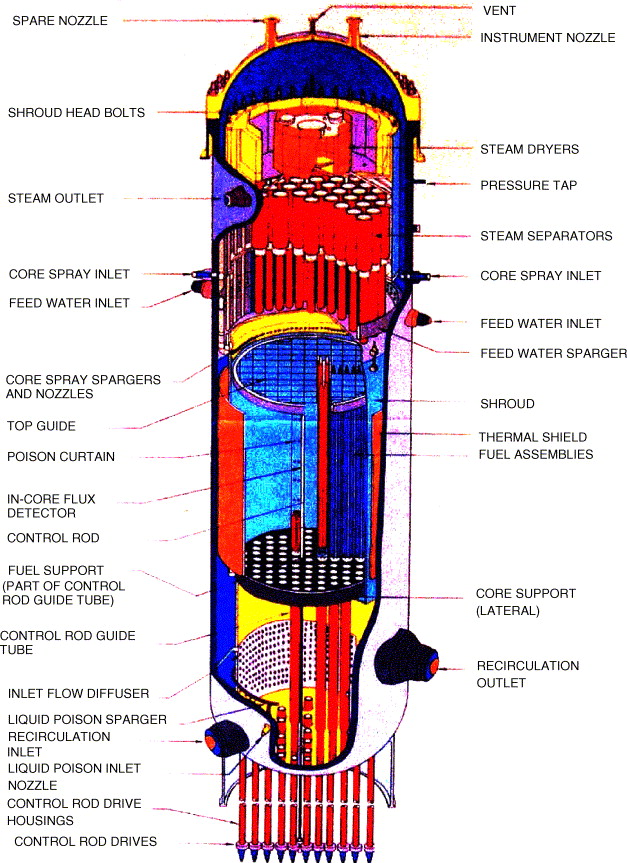 SPARE NOZZLE
VENT
INSTRUMENT NOZZLE
SHROUD HEAD BOLTS
STEAM DRYERS
PRESSURE TAP
STEAM OUTLET
STEAM SEPARATORS
CORE SPRAY INLET
CORE SPRAY INLET
FEED WATER INLET
FEED WATER INLET
FEED WATER SPARGER
CORE SPRAY SPARGERS
AND NOZZLES
SHROUD
TOP GUIDE
THERMAL SHIELD
POISON CURTAIN
FUEL ASSEMBLIES
IN-CORE FLUX
DETECTOR
CONTROL ROD
FUEL SUPPORT
(PART OF CONTROL
ROD GUIDE TUBE)
CORE SUPPORT
(LATERAL)
CONTROL ROD GUIDE
TUBE
RECIRCULATION
OUTLET
INLET FLOW DIFFUSER
LIQUID POISON SPARGER
RECIRCULATION
INLET
LIQUID POISON INLET
NOZZLE
CONTROL ROD DRIVE
HOUSINGS
CONTROL ROD DRIVES